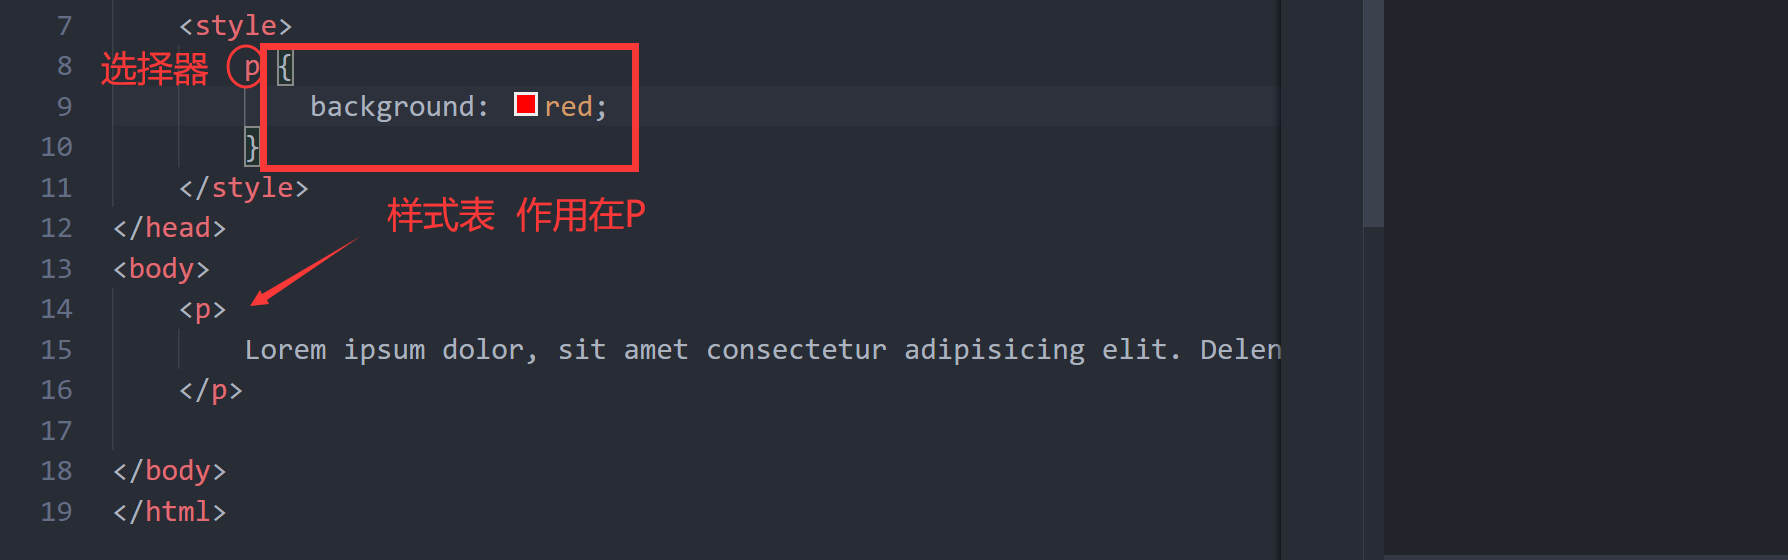 7 <style>
8 选择器 p {
9 background: red;
10 }
11 </style>
样式表 作用在P
12 </head>
13 <body>
14 <p>
15 Lorem ipsum dolor, sit amet consectetur adipisicing elit. Delen
16 </p>
17
18 </body>
19 </html>